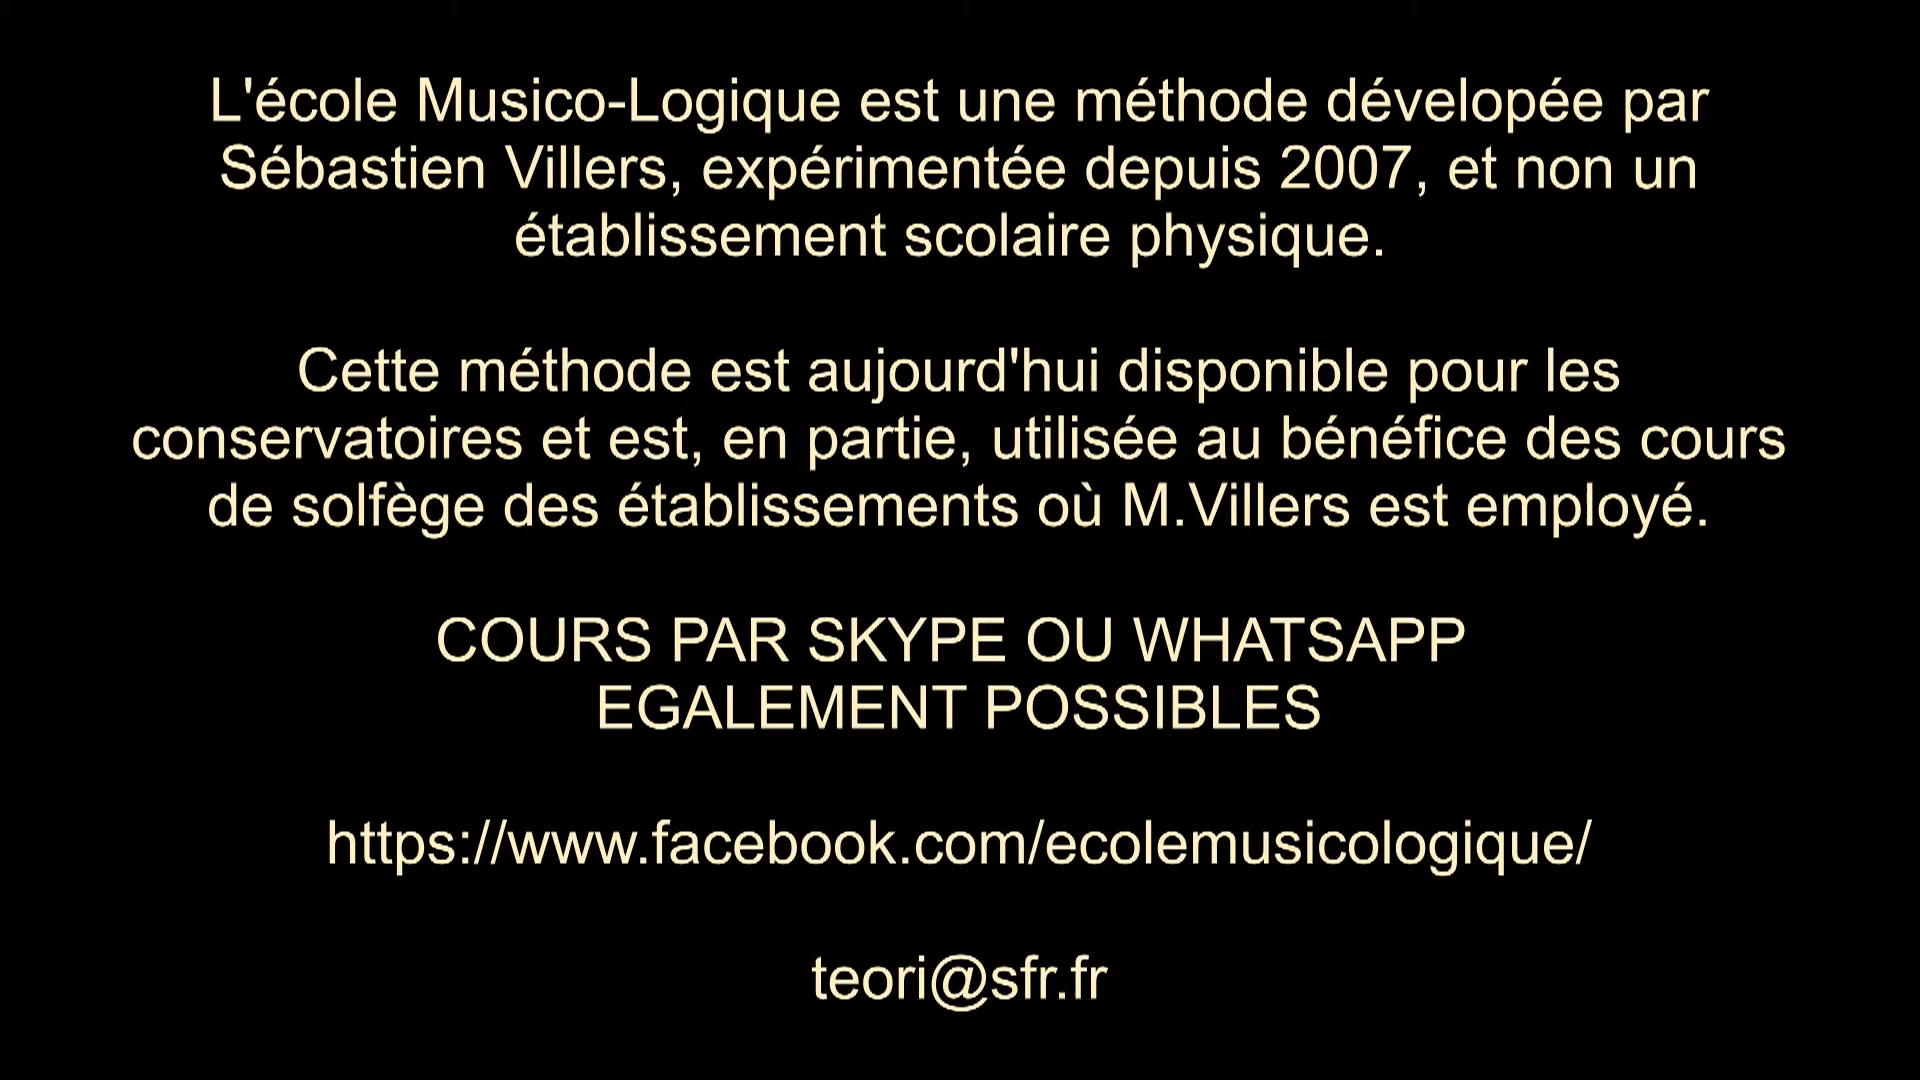 L'école Musico-Logique est une méthode dévelopée par
Sébastien Villers, expérimentée depuis 2007, et non un
établissement scolaire physique.
Cette méthode est aujourd'hui disponible pour les
conservatoires et est, en partie, utilisée au bénéfice des cours
de solfège des établissements où M.Villers est employé.
COURS PAR SKYPE OU WHATSAPP
EGALEMENT POSSIBLES
https://www.facebook.com/ecolemusicologique/
teori@sfr.fr